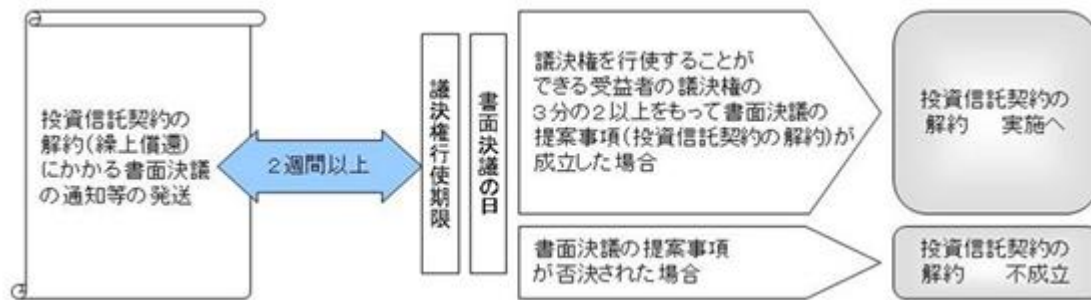 投資信託契約の
解約(繰上償還)
にかかる書面決議
の通知等の発送
2週間以上
議決権行使期限
書面決議の日
議決権を行使することが
できる受益者の議決権の
3分の2以上をもって書面決議の
提案事項(投資信託契約の解約)が
成立した場合
投資信託契約の
解約 実施へ
書面決議の提案事項
が否決された場合
投資信託契約の
解約 不成立